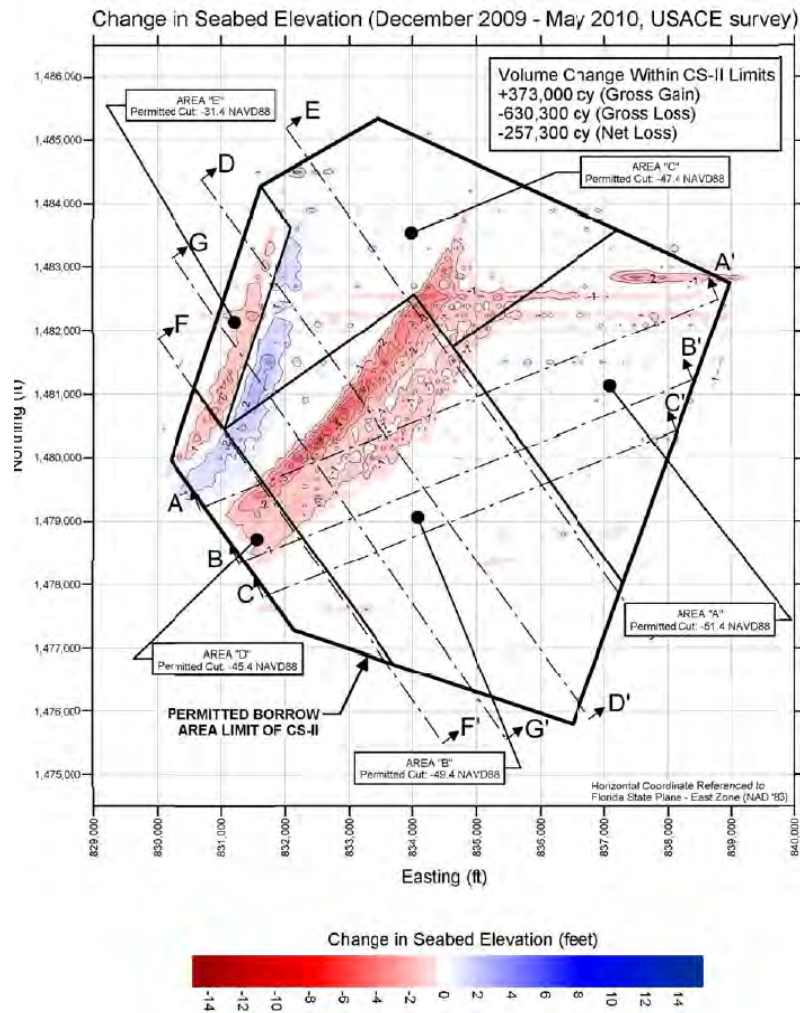 Change in Seabed Elevation (December 2009 - May 2010, USACE survey)
Volume Change Within CS-II Limits
+373,000 cy (Gross Gain)
-630,300 cy (Gross Loss)
-257,300 cy (Net Loss)
AREA "E"
Permitted Cut: -31.4 NAVD88
AREA "C"
Permitted Cut: -47.4 NAVD88
E
D
G
F
A'
B'
C'
A
B
C
AREA "A"
Permitted Cut: -51.4 NAVD88
AREA "D"
Permitted Cut: -45.4 NAVD88
PERMITTED BORROW
AREA LIMIT OF CS-II
D'
F'
G'
AREA "B"
Permitted Cut: -49.4 NAVD88
Horizontal Coordinate Referenced to
Florida State Plane - East Zone (NAD '83)
1,486,000
1,485,000
1,484,000
1,483,000
1,482,000
1,481,000
1,480,000
1,479,000
1,478,000
1,477,000
1,476,000
1,475,000
Northing (ft)
829,000
830,000
831,000
832,000
833,000
834,000
835,000
836,000
837,000
838,000
839,000
840,000
Easting (ft)
Change in Seabed Elevation (feet)
-14
-12
-10
-8
-6
-4
-2
0
2
4
6
8
10
12
14